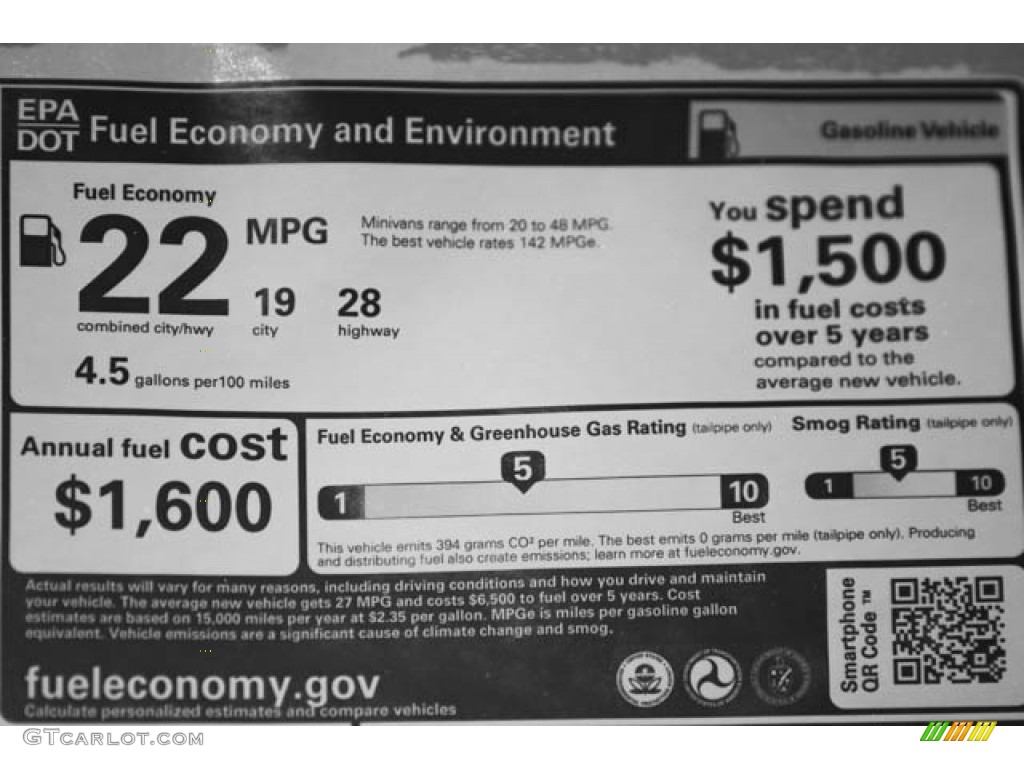 EPA
DOT
Fuel Economy and Environment
Gasoline Vehicle
Fuel Economy
22 MPG
combined city/hwy
19
city
28
highway
4.5 gallons per100 miles
Minivans range from 20 to 48 MPG.
The best vehicle rates 142 MPGe.
You spend
$1,500
in fuel costs
over 5 years
compared to the
average new vehicle.
Annual fuel cost
$1,600
Fuel Economy & Greenhouse Gas Rating (tailpipe only)
5
1
10
Best
Smog Rating (tailpipe only)
5
1
10
Best
This vehicle emits 394 grams CO² per mile. The best emits 0 grams per mile (tailpipe only). Producing
and distributing fuel also create emissions; learn more at fueleconomy.gov.
Actual results will vary for many reasons, including driving conditions and how you drive and maintain
your vehicle. The average new vehicle gets 27 MPG and costs $6,500 to fuel over 5 years. Cost
estimates are based on 15,000 miles per year at $2.35 per gallon. MPGe is miles per gasoline gallon
equivalent. Vehicle emissions are a significant cause of climate change and smog.
fueleconomy.gov
Calculate personalized estimates and compare vehicles
Smartphone
QR Code ™
GTCARLOT.COM